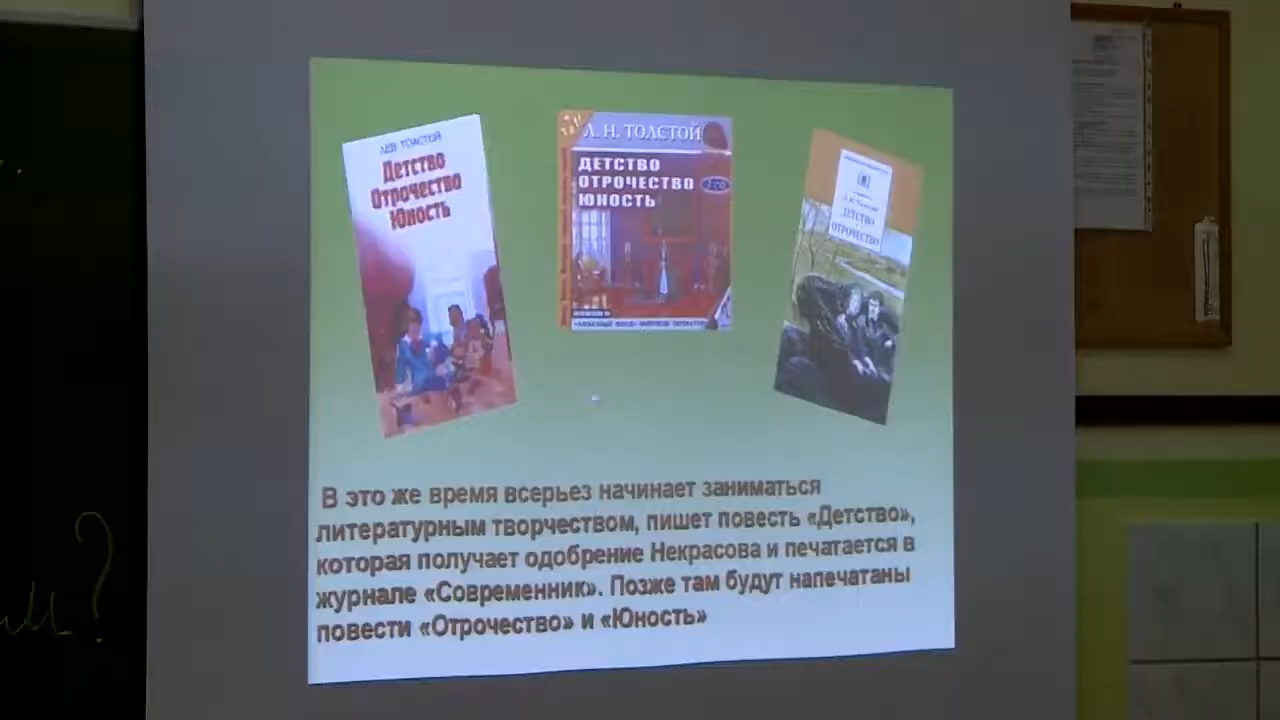 ЛЕВ ТОЛСТОЙ
Детство
Отрочество
Юность
Л. Н. ТОЛСТОЙ
ДЕТСТВО
ОТРОЧЕСТВО
ЮНОСТЬ
Л. Н. Толстой
ДЕТСТВО
ОТРОЧЕСТВО
В это же время всерьез начинает заниматься
литературным творчеством, пишет повесть «Детство»,
которая получает одобрение Некрасова и печатается в
журнале «Современник». Позже там будут напечатаны
повести «Отрочество» и «Юность»
?